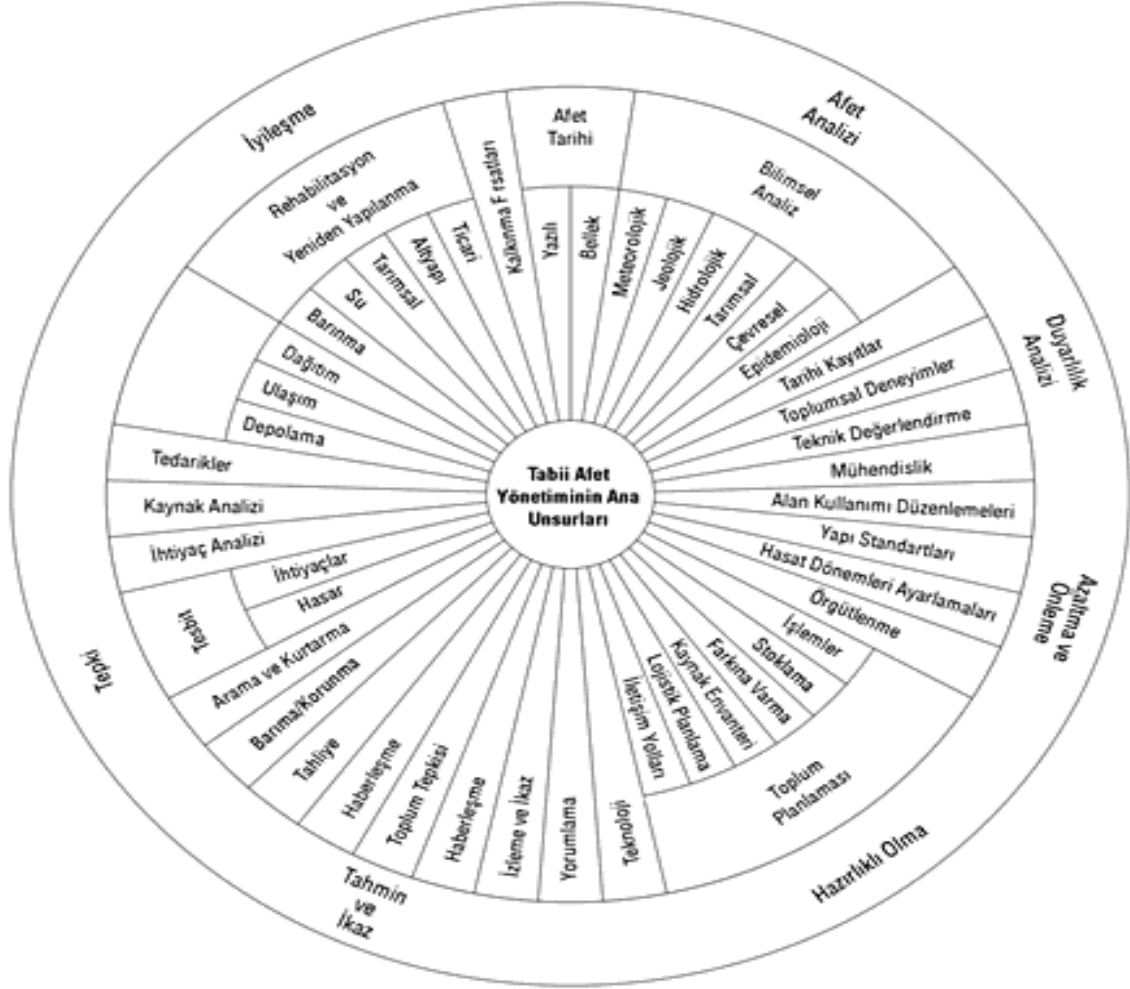 Tabii Afet
Yönetiminin Ana
Unsurları
Afet
Analizi
Afet
Tarihi
Yazılı
Bellek
Bilimsel
Analiz
Meteorolojik
Jeolojik
Hidrolojik
Tarımsal
Çevresel
Epidemioloji
Duyarlılık
Analizi
Tarihi Kayıtlar
Toplumsal Deneyimler
Teknik Değerlendirme
Azaltma ve
Önleme
Mühendislik
Alan Kullanımı Düzenlemeleri
Yapı Standartları
Hasat Dönemleri Ayarlamaları
Hazırlıklı Olma
Örgütlenme
Toplum
Planlaması
İşlemler
Stoklama
Farkına Varma
Kaynak Envanteri
Lojistik Planlama
İletişim Yolları
Tahmin
ve
İkaz
Teknoloji
Yorumlama
İzleme ve İkaz
Haberleşme
Toplum Tepkisi
Tepki
Haberleşme
Tahliye
Barıma/Korunma
Arama ve Kurtarma
Tesbit
Hasar
İhtiyaçlar
İhtiyaç Analizi
Kaynak Analizi
Tedarikler
Depolama
Ulaşım
Dağıtım
İyileşme
Rehabilitasyon
ve
Yeniden Yapılanma
Barınma
Su
Tarımsal
Altyapı
Ticari
Kalkınma Fırsatları